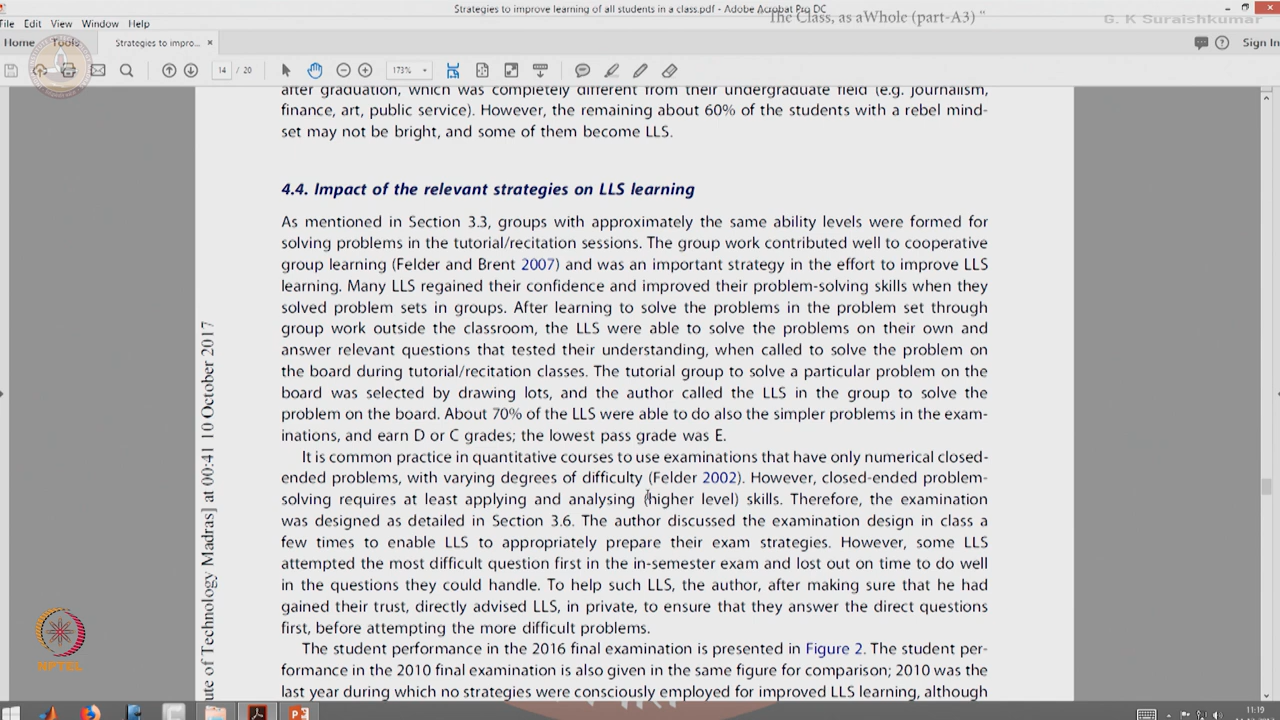 Strategies to improve learning of all students in a class.pdf - Adobe Acrobat Pro DC
The Class, as aWhole (part-A3) "
G. K Suraishkumar
File Edit View Window Help
Home Tools Strategies to impro... × Sign In
14 / 20 173%
after graduation, which was completely different from their undergraduate field (e.g. journalism,
finance, art, public service). However, the remaining about 60% of the students with a rebel mind-
set may not be bright, and some of them become LLS.
4.4. Impact of the relevant strategies on LLS learning
As mentioned in Section 3.3, groups with approximately the same ability levels were formed for
solving problems in the tutorial/recitation sessions. The group work contributed well to cooperative
group learning (Felder and Brent 2007) and was an important strategy in the effort to improve LLS
learning. Many LLS regained their confidence and improved their problem-solving skills when they
solved problem sets in groups. After learning to solve the problems in the problem set through
group work outside the classroom, the LLS were able to solve the problems on their own and
answer relevant questions that tested their understanding, when called to solve the problem on
the board during tutorial/recitation classes. The tutorial group to solve a particular problem on the
board was selected by drawing lots, and the author called the LLS in the group to solve the
problem on the board. About 70% of the LLS were able to do also the simpler problems in the exam-
inations, and earn D or C grades; the lowest pass grade was E.
It is common practice in quantitative courses to use examinations that have only numerical closed-
ended problems, with varying degrees of difficulty (Felder 2002). However, closed-ended problem-
solving requires at least applying and analysing (higher level) skills. Therefore, the examination
was designed as detailed in Section 3.6. The author discussed the examination design in class a
few times to enable LLS to appropriately prepare their exam strategies. However, some LLS
attempted the most difficult question first in the in-semester exam and lost out on time to do well
in the questions they could handle. To help such LLS, the author, after making sure that he had
gained their trust, directly advised LLS, in private, to ensure that they answer the direct questions
first, before attempting the more difficult problems.
The student performance in the 2016 final examination is presented in Figure 2. The student per-
formance in the 2010 final examination is also given in the same figure for comparison; 2010 was the
last year during which no strategies were consciously employed for improved LLS learning, although
ute of Technology Madras] at 00:41 10 October 2017
NPTEL
11:19